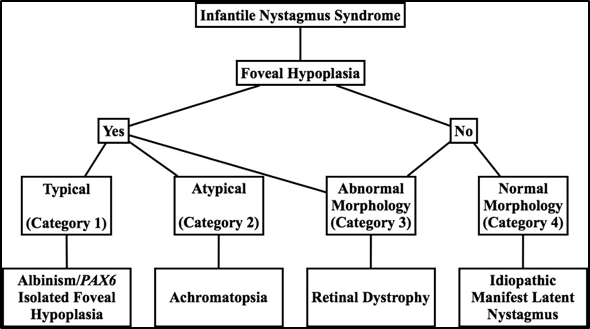 Infantile Nystagmus Syndrome
Foveal Hypoplasia
Yes
No
Typical
(Category 1)
Atypical
(Category 2)
Abnormal
Morphology
(Category 3)
Normal
Morphology
(Category 4)
Albinism/PAX6
Isolated Foveal
Hypoplasia
Achromatopsia
Retinal Dystrophy
Idiopathic
Manifest Latent
Nystagmus